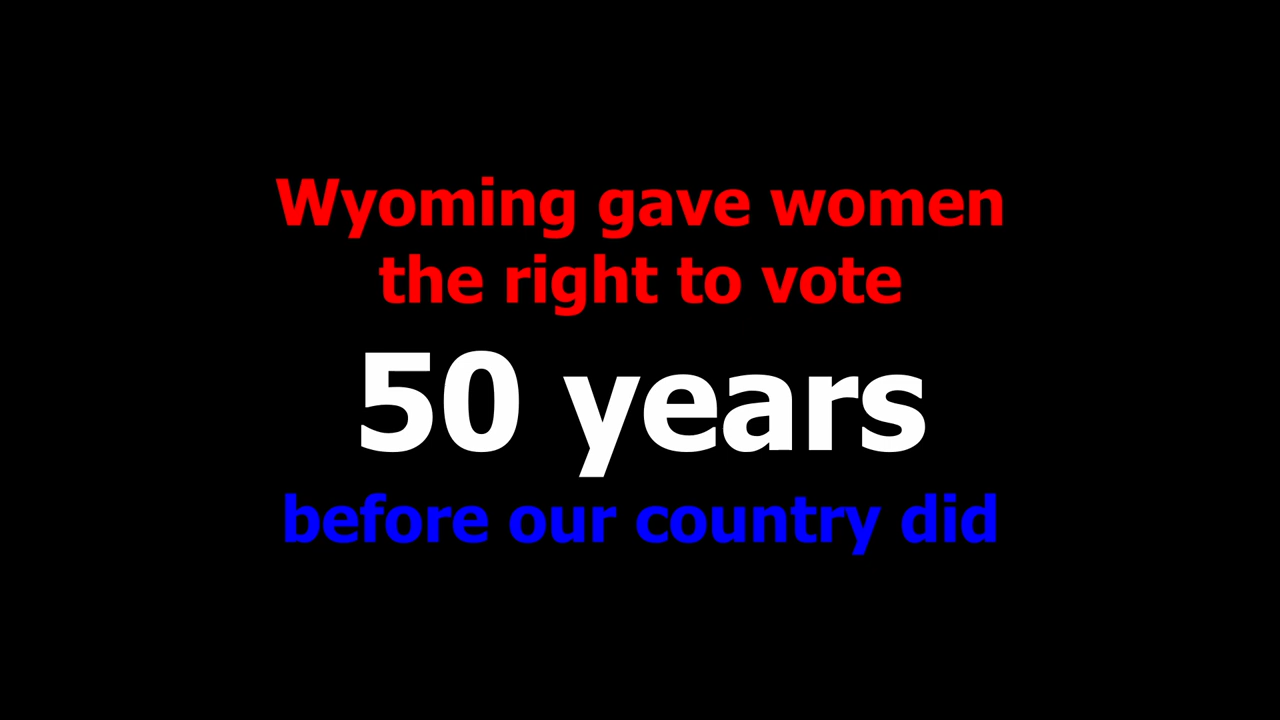 Wyoming gave women
the right to vote
50 years
before our country did